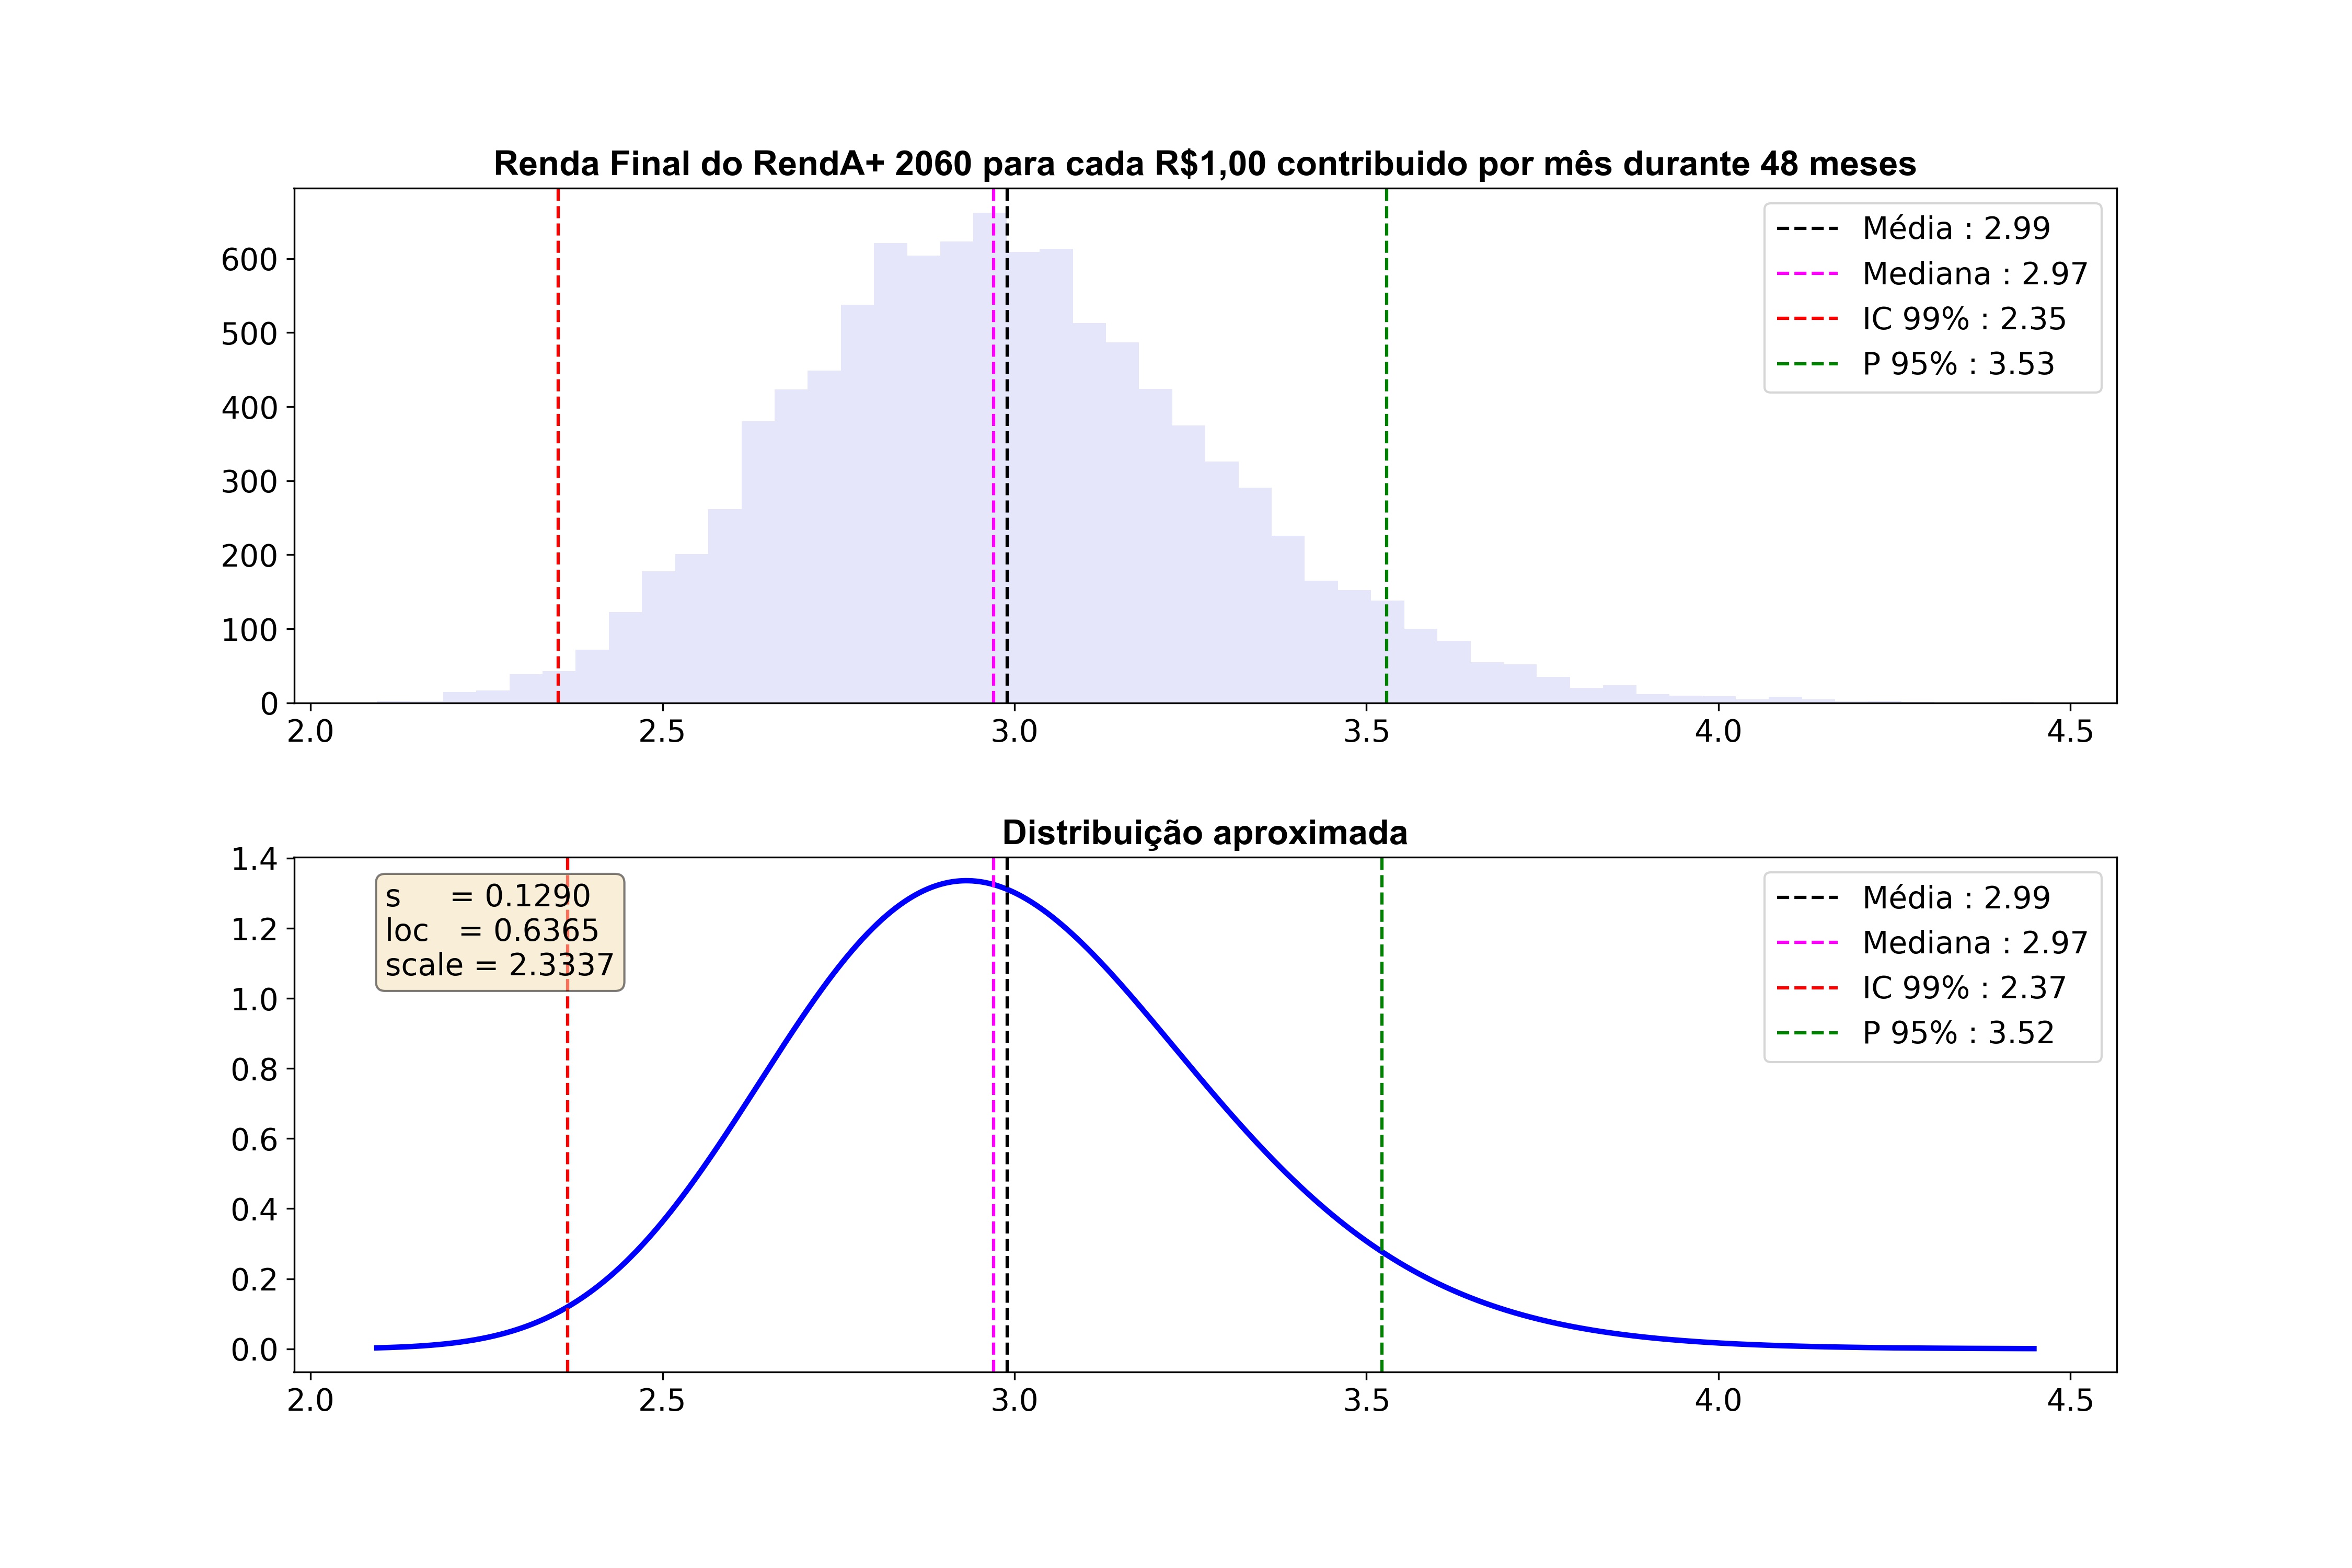 Renda Final do RendA+ 2060 para cada R$1,00 contribuido por mês durante 48 meses
Média : 2.99
Mediana : 2.97
IC 99% : 2.35
P 95% : 3.53
600
500
400
300
200
100
0
2.0 2.5 3.0 3.5 4.0 4.5
Distribuição aproximada
s = 0.1290
loc = 0.6365
scale = 2.3337
Média : 2.99
Mediana : 2.97
IC 99% : 2.37
P 95% : 3.52
1.4
1.2
1.0
0.8
0.6
0.4
0.2
0.0
2.0 2.5 3.0 3.5 4.0 4.5